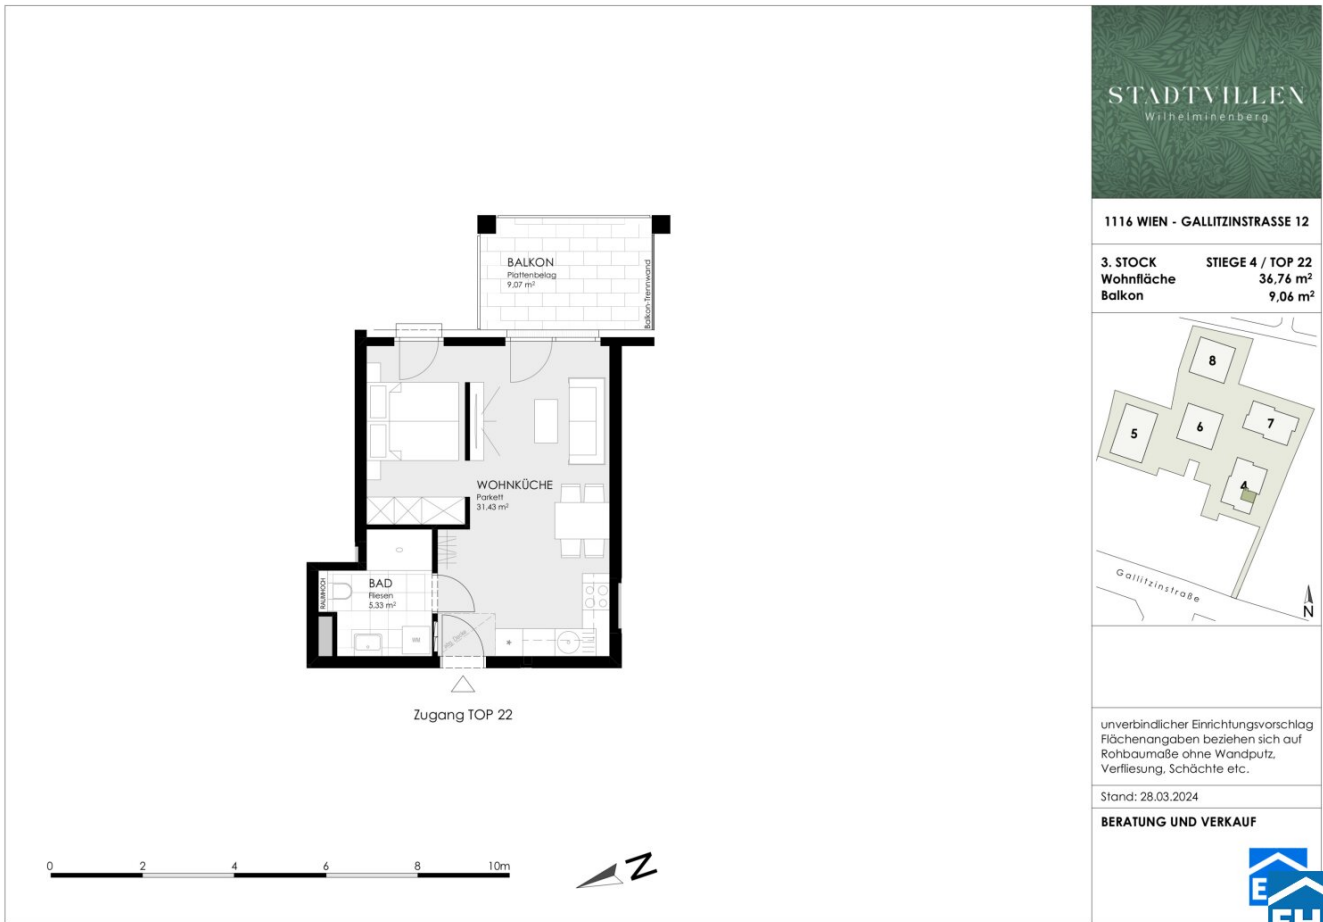 STADTVILLEN
Wilhelminenberg
1116 WIEN - GALLITZINSTRASSE 12
3. STOCK STIEGE 4 / TOP 22
Wohnfläche 36,76 m²
Balkon 9,06 m²
8
5
6
7
4
Gallitzinstraße
N
unverbindlicher Einrichtungsvorschlag
Flächenangaben beziehen sich auf
Rohbaumaße ohne Wandputz,
Verfliesung, Schächte etc.
Stand: 28.03.2024
BERATUNG UND VERKAUF
BALKON
Plattenbelag
9,07 m²
Balkon-Trennwand
WOHNKÜCHE
Parkett
31,43 m²
BAD
Fliesen
5,33 m²
RAUMHOCH
WM
abg. Decke
Zugang TOP 22
0 2 4 6 8 10m
N
E